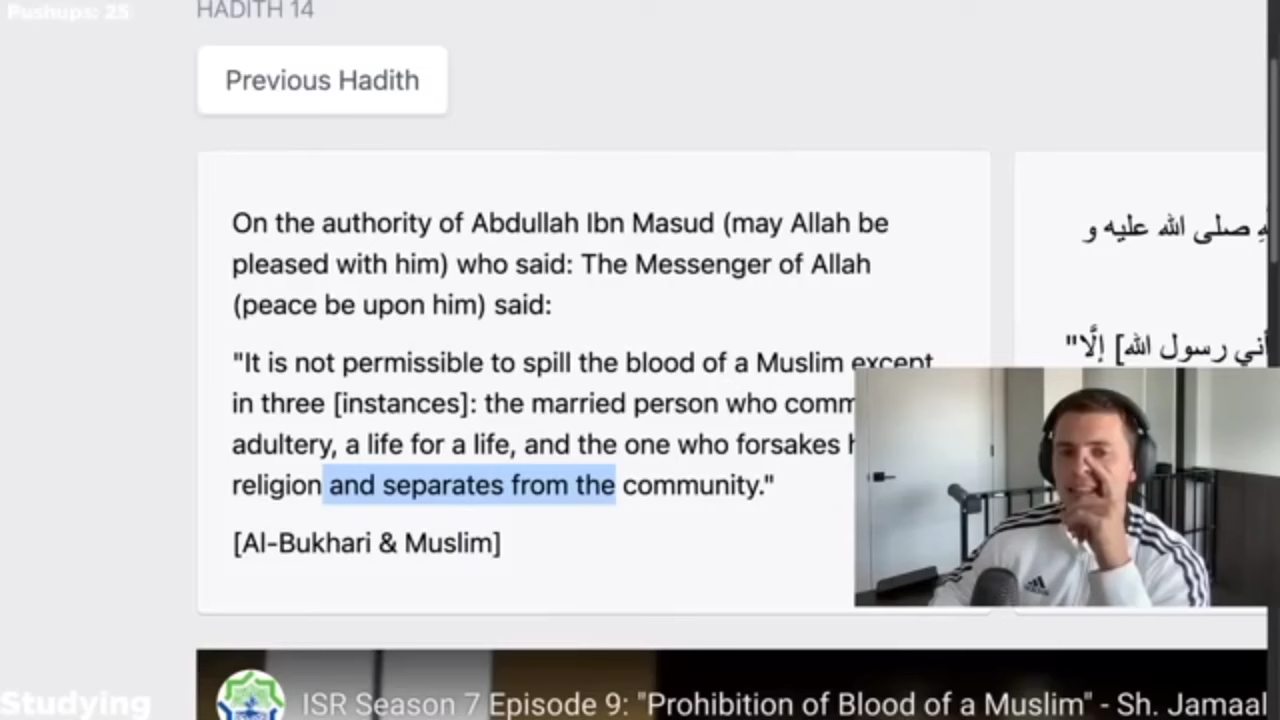 Pushups: 25
HADITH 14
Previous Hadith
On the authority of Abdullah Ibn Masud (may Allah be
pleased with him) who said: The Messenger of Allah
(peace be upon him) said:
"It is not permissible to spill the blood of a Muslim except
in three [instances]: the married person who comm
adultery, a life for a life, and the one who forsakes h
religion and separates from the community."
[Al-Bukhari & Muslim]
صلى الله عليه و
رسول الله] إلَّا"
Studying
ISR Season 7 Episode 9: "Prohibition of Blood of a Muslim" - Sh. Jamaal